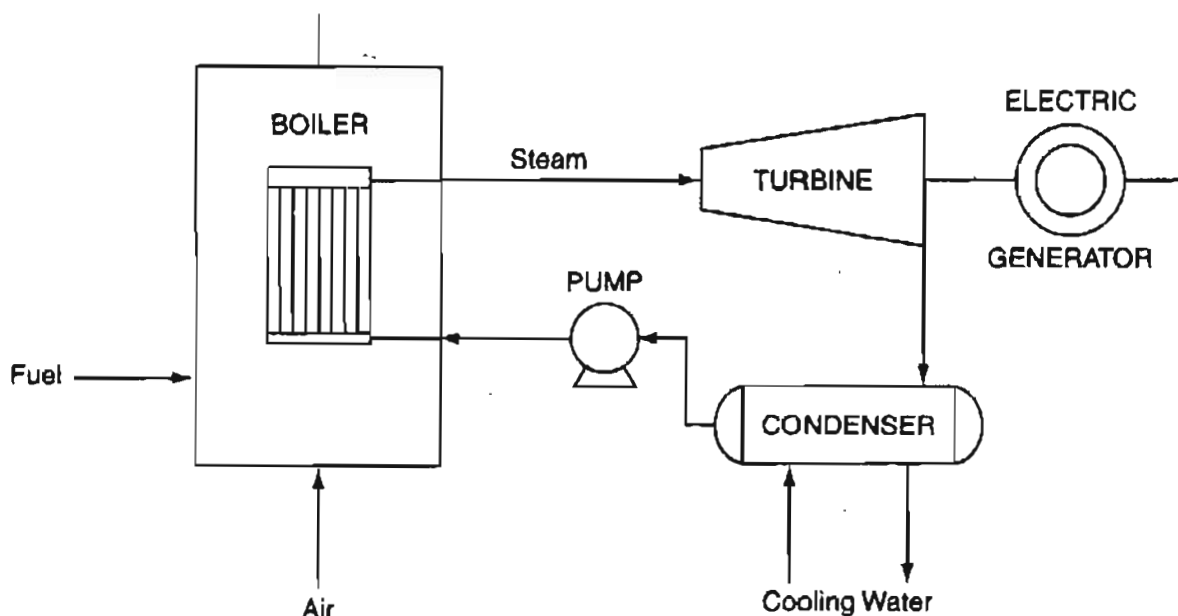 BOILER
Steam
TURBINE
ELECTRIC
GENERATOR
PUMP
Fuel
CONDENSER
Air
Cooling Water